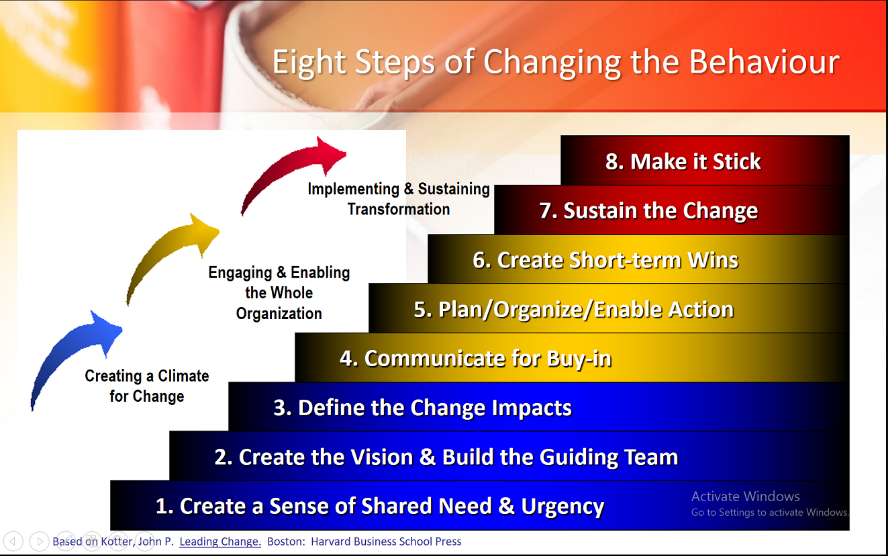 Eight Steps of Changing the Behaviour
8. Make it Stick
Implementing & Sustaining
Transformation
7. Sustain the Change
6. Create Short-term Wins
Engaging & Enabling
the Whole
Organization
5. Plan/Organize/Enable Action
4. Communicate for Buy-in
Creating a Climate
for Change
3. Define the Change Impacts
2. Create the Vision & Build the Guiding Team
1. Create a Sense of Shared Need & Urgency
Activate Windows
Go to Settings to activate Windows.
Based on Kotter, John P. Leading Change. Boston: Harvard Business School Press